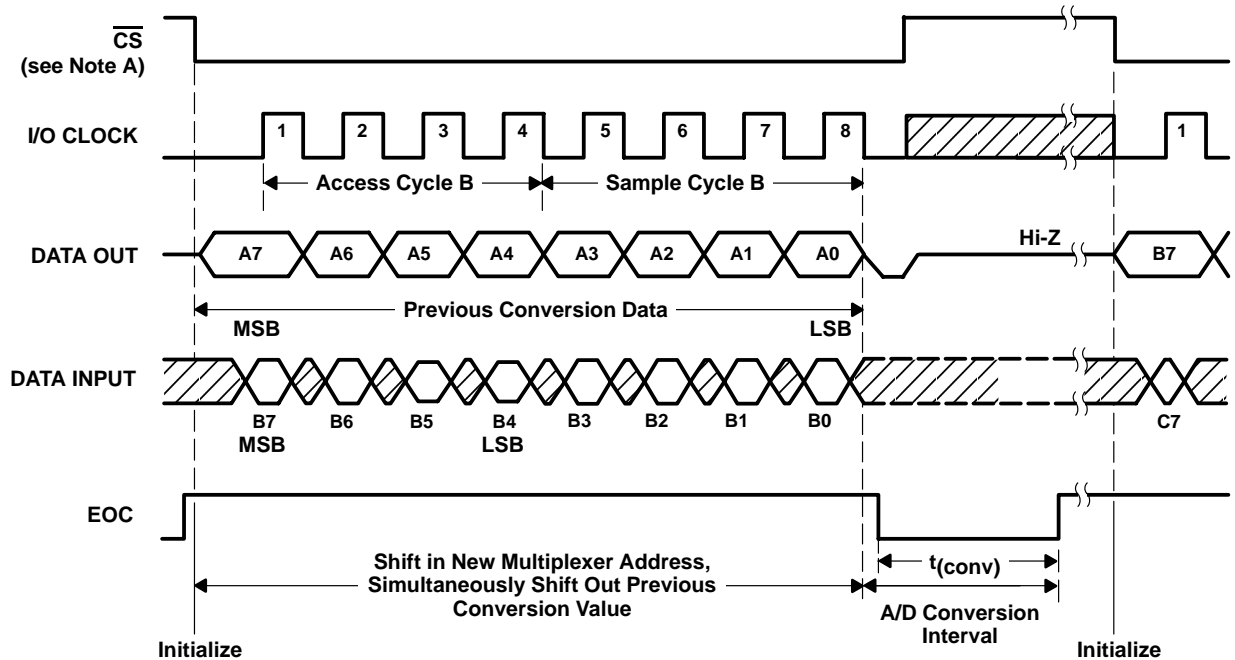 CS
(see Note A)
I/O CLOCK
1 2 3 4 5 6 7 8 1
Access Cycle B Sample Cycle B
DATA OUT
A7 A6 A5 A4 A3 A2 A1 A0 Hi-Z B7
Previous Conversion Data
MSB LSB
DATA INPUT
B7 B6 B5 B4 B3 B2 B1 B0 C7
MSB LSB
EOC
Shift in New Multiplexer Address,
Simultaneously Shift Out Previous
Conversion Value
t(conv)
A/D Conversion
Interval
Initialize Initialize